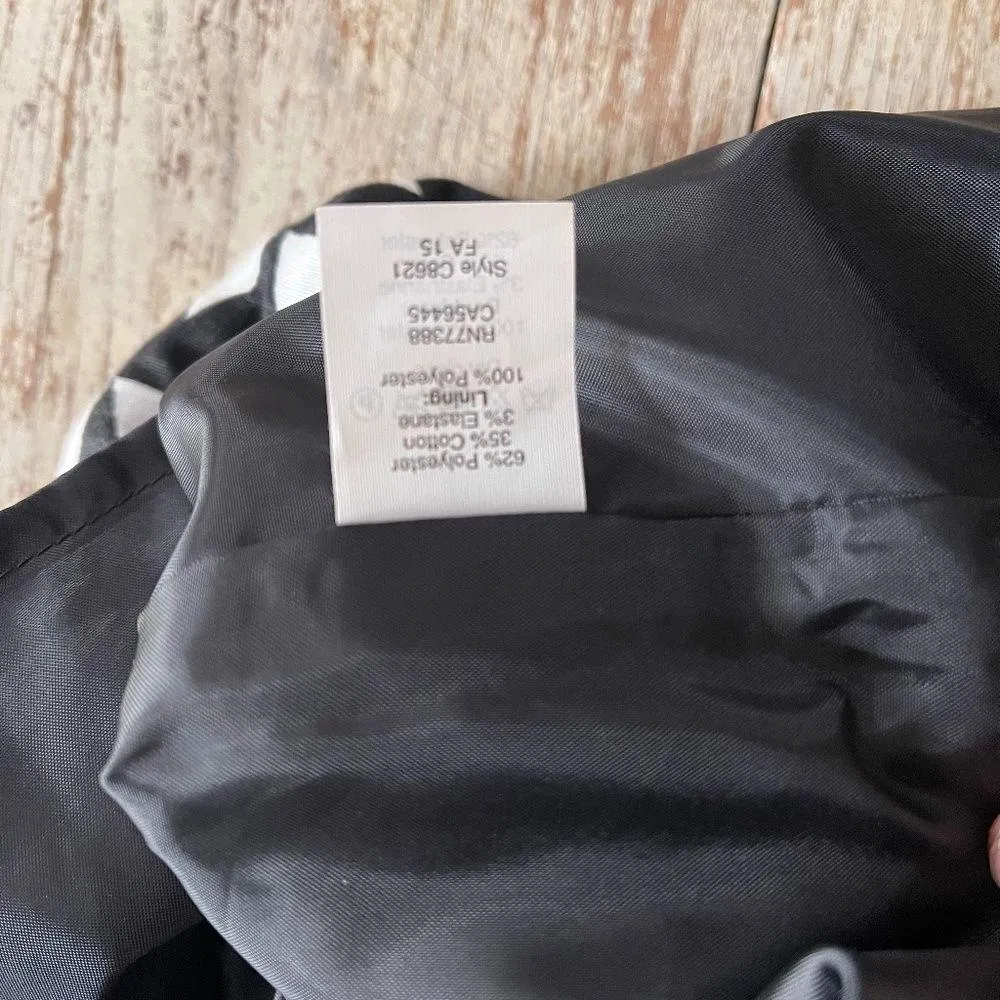 62% Polyester
35% Cotton
3% Elastane
Lining:
100% Polyester
RN77388
CA56445
Style C8621
FA 15